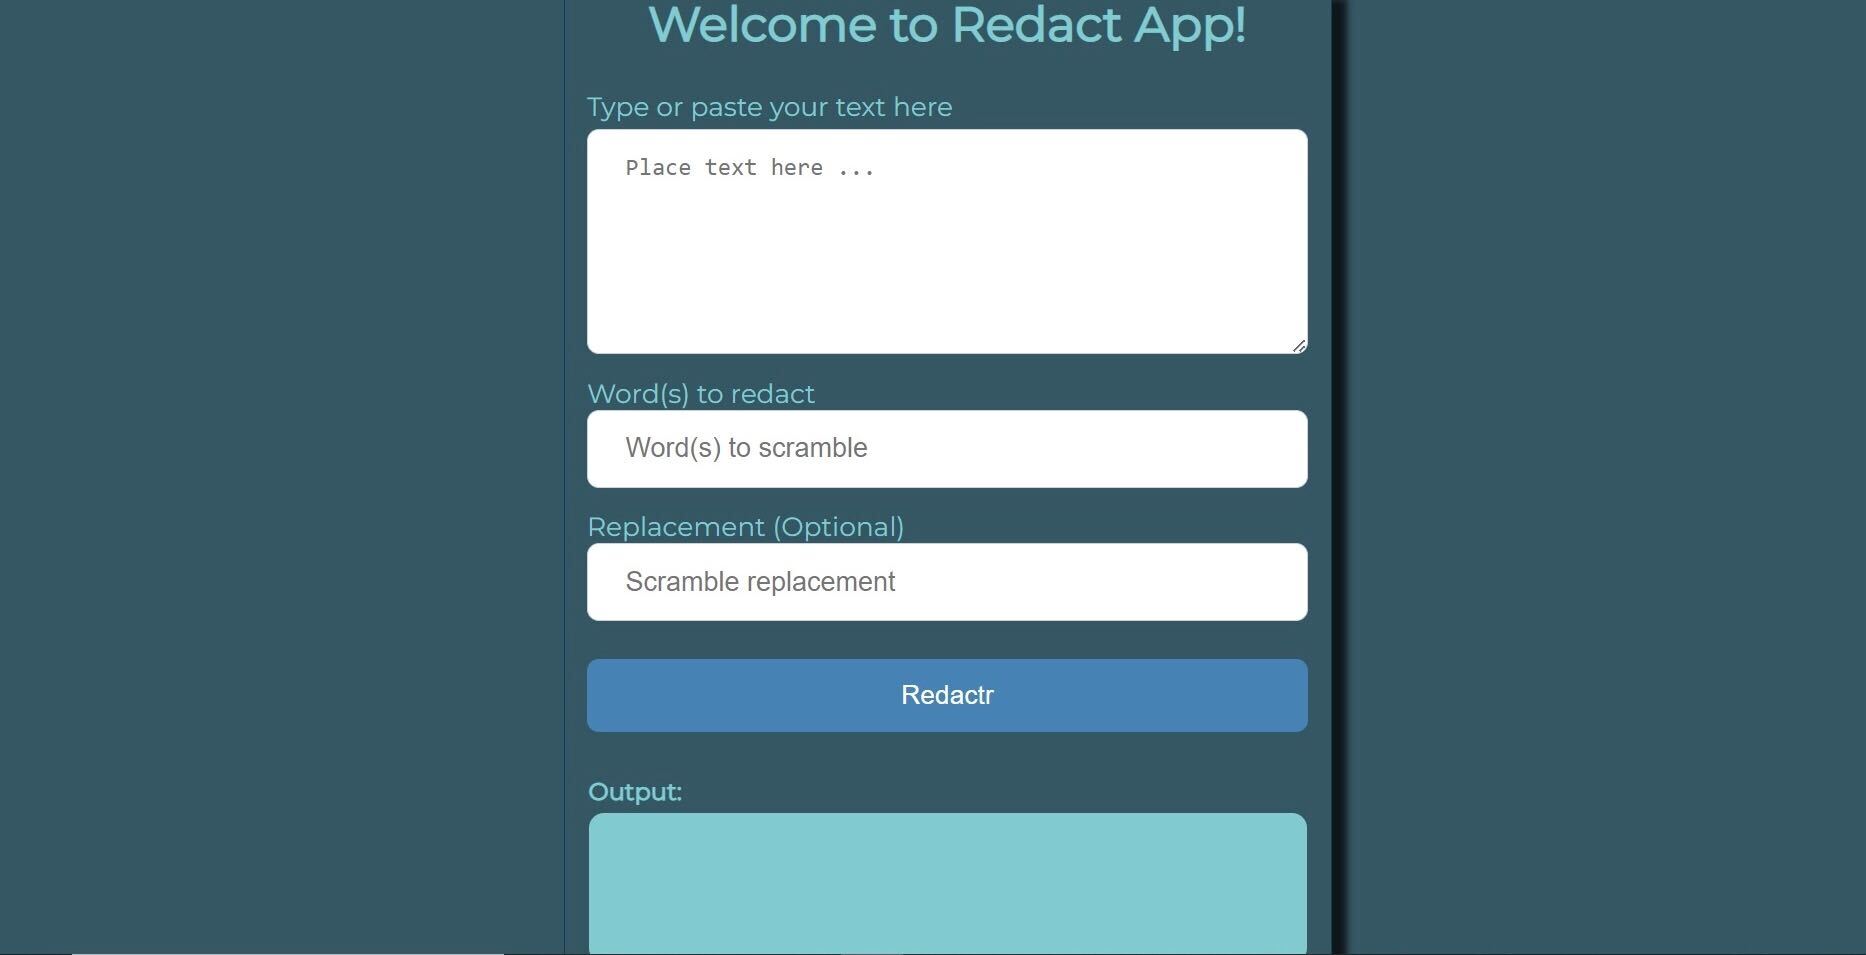 Welcome to Redact App!
Type or paste your text here
Place text here ...
Word(s) to redact
Word(s) to scramble
Replacement (Optional)
Scramble replacement
Redactr
Output: